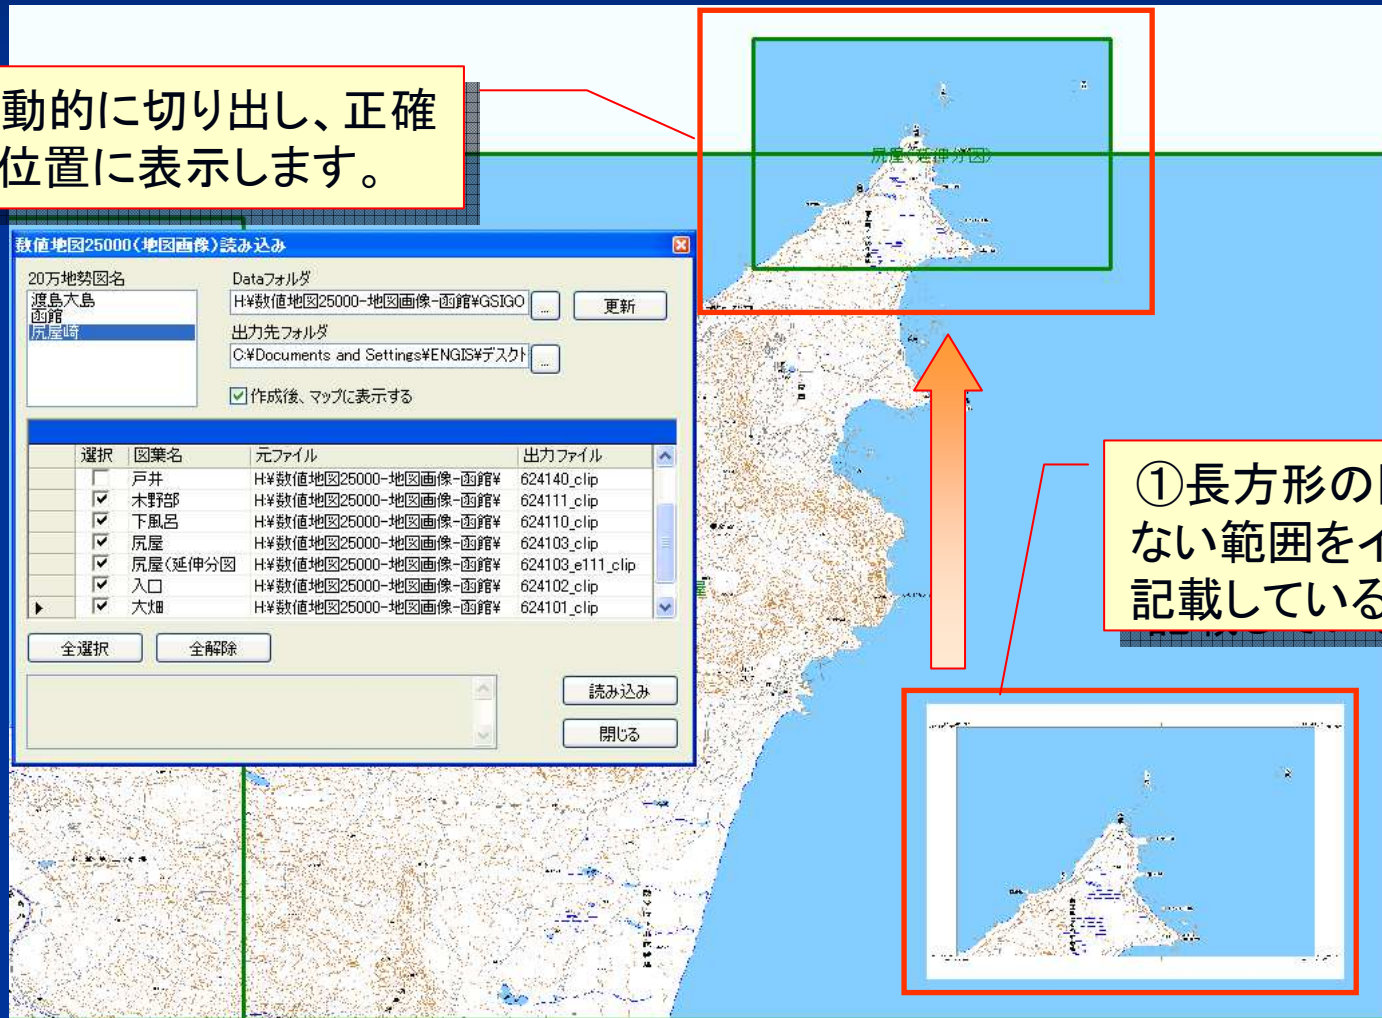 動的に切り出し、正確
位置に表示します。
尻屋(延伸分図)
数値地図25000(地図画像)読み込み
20万地勢図名
渡島大島
函館
尻屋崎
Dataフォルダ
H:¥数値地図25000-地図画像-函館¥GSIGO
...
更新
出力先フォルダ
C:¥Documents and Settings¥ENGIS¥デスクト
...
作成後、マップに表示する
選択 図葉名 元ファイル 出力ファイル
戸井 H:¥数値地図25000-地図画像-函館¥ 624140_clip
木野部 H:¥数値地図25000-地図画像-函館¥ 624111_clip
下風呂 H:¥数値地図25000-地図画像-函館¥ 624110_clip
尻屋 H:¥数値地図25000-地図画像-函館¥ 624103_clip
尻屋(延伸分図 H:¥数値地図25000-地図画像-函館¥ 624103_e111_clip
入口 H:¥数値地図25000-地図画像-函館¥ 624102_clip
大畑 H:¥数値地図25000-地図画像-函館¥ 624101_clip
全選択
全解除
読み込み
閉じる
①長方形の
ない範囲をイ
記載している